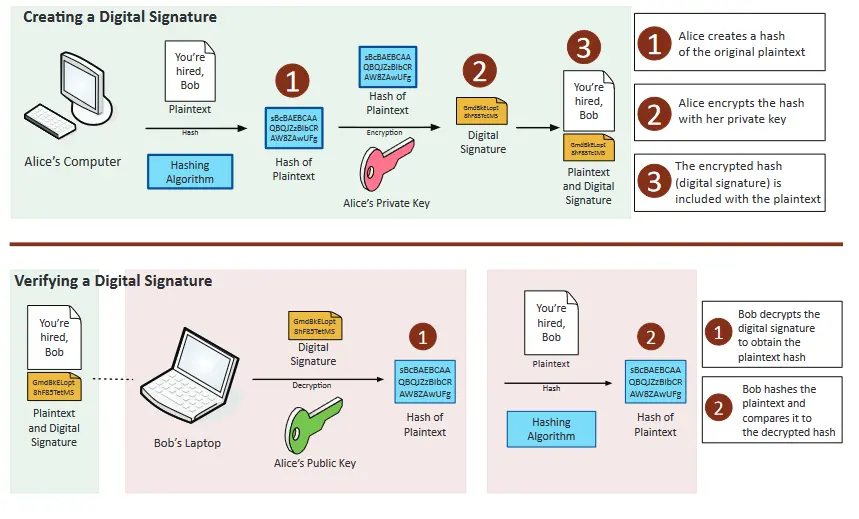 Creating a Digital Signature
You're
hired,
Bob
Plaintext
Alice's Computer
Hash
Hashing
Algorithm
1
sBcBAEBCAA
QBQJZzBlbCR
AW8ZAwUFg
Hash of
Plaintext
sBcBAEBCAA
QBQJZzBlbCR
AW8ZAwUFg
Hash of
Plaintext
Encryption
Alice's Private Key
2
GmdBkELopt
8hF85TetMS
Digital
Signature
3
You're
hired,
Bob
GmdBkELopt
8hF85TetMS
Plaintext
and Digital
Signature
1
Alice creates a hash
of the original plaintext
2
Alice encrypts the hash
with her private key
3
The encrypted hash
(digital signature) is
included with the plaintext
Verifying a Digital Signature
You're
hired,
Bob
GmdBkELopt
8hF85TetMS
Plaintext
and Digital
Signature
Bob's Laptop
GmdBkELopt
8hF85TetMS
Digital
Signature
Decryption
Alice's Public Key
1
sBcBAEBCAA
QBQJZzBlbCR
AW8ZAwUFg
Hash of
Plaintext
You're
hired,
Bob
Plaintext
Hash
Hashing
Algorithm
2
sBcBAEBCAA
QBQJZzBlbCR
AW8ZAwUFg
Hash of
Plaintext
1
Bob decrypts the
digital signature
to obtain the
plaintext hash
2
Bob hashes the
plaintext and
compares it to
the decrypted hash